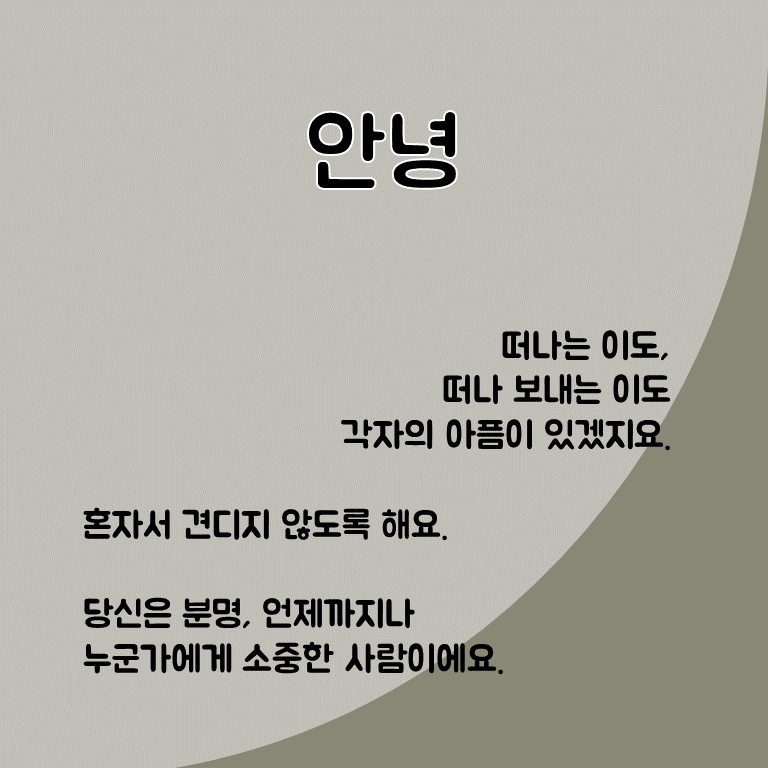 안녕
떠나는 이도,
떠나 보내는 이도
각자의 아픔이 있겠지요.
혼자서 견디지 않도록 해요.
당신은 분명, 언제까지나
누군가에게 소중한 사람이에요.